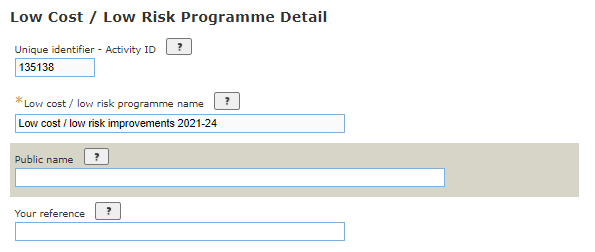 Low Cost / Low Risk Programme Detail
Unique identifier - Activity ID ?
135138
*Low cost / low risk programme name ?
Low cost / low risk improvements 2021-24
Public name ?
Your reference ?